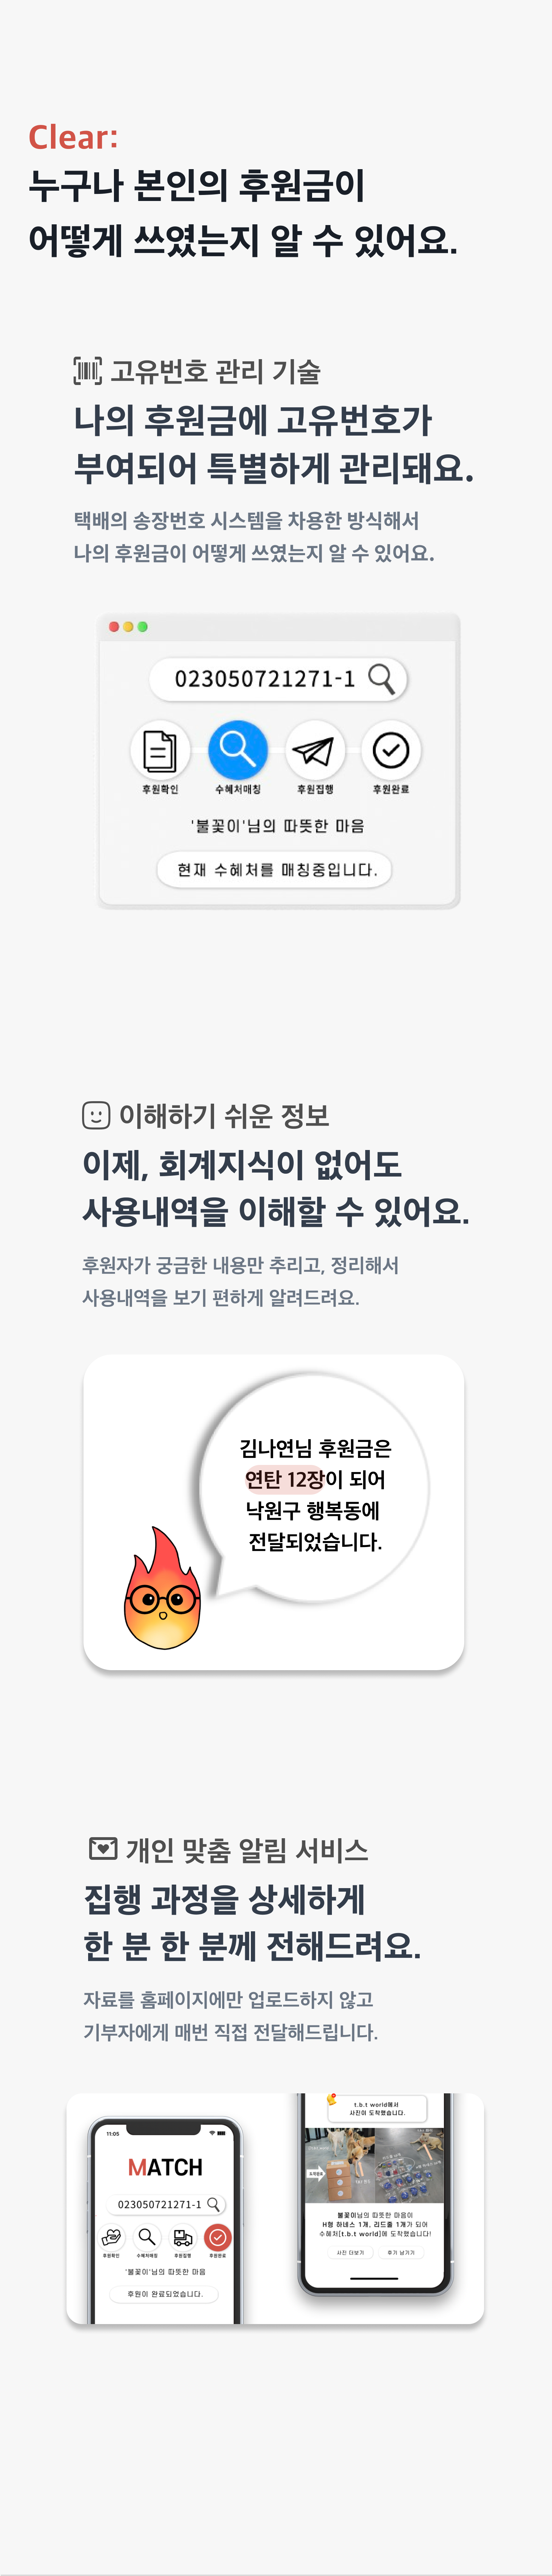 Clear:
누구나 본인의 후원금이
어떻게 쓰였는지 알 수 있어요.
고유번호 관리 기술
나의 후원금에 고유번호가
부여되어 특별하게 관리돼요.
택배의 송장번호 시스템을 차용한 방식해서
나의 후원금이 어떻게 쓰였는지 알 수 있어요.
023050721271-1
후원확인 수혜처매칭 후원집행 후원완료
'불꽃이'님의 따뜻한 마음
현재 수혜처를 매칭중입니다.
이해하기 쉬운 정보
이제, 회계지식이 없어도
사용내역을 이해할 수 있어요.
후원자가 궁금한 내용만 추리고, 정리해서
사용내역을 보기 편하게 알려드려요.
김나연님 후원금은
연탄 12장이 되어
낙원구 행복동에
전달되었습니다.
개인 맞춤 알림 서비스
집행 과정을 상세하게
한 분 한 분께 전해드려요.
자료를 홈페이지에만 업로드하지 않고
기부자에게 매번 직접 전달해드립니다.
11:05
MATCH
023050721271-1
후원확인 수혜처매칭 후원집행 후원완료
'불꽃이'님의 따뜻한 마음
후원이 완료되었습니다.
t.b.t world에서
사진이 도착했습니다.
불꽃이님의 따뜻한 마음이
H형 하네스 1개, 리드줄 1개가 되어
수혜처[t.b.t world]에 도착했습니다!
사진 더보기 후기 남기기